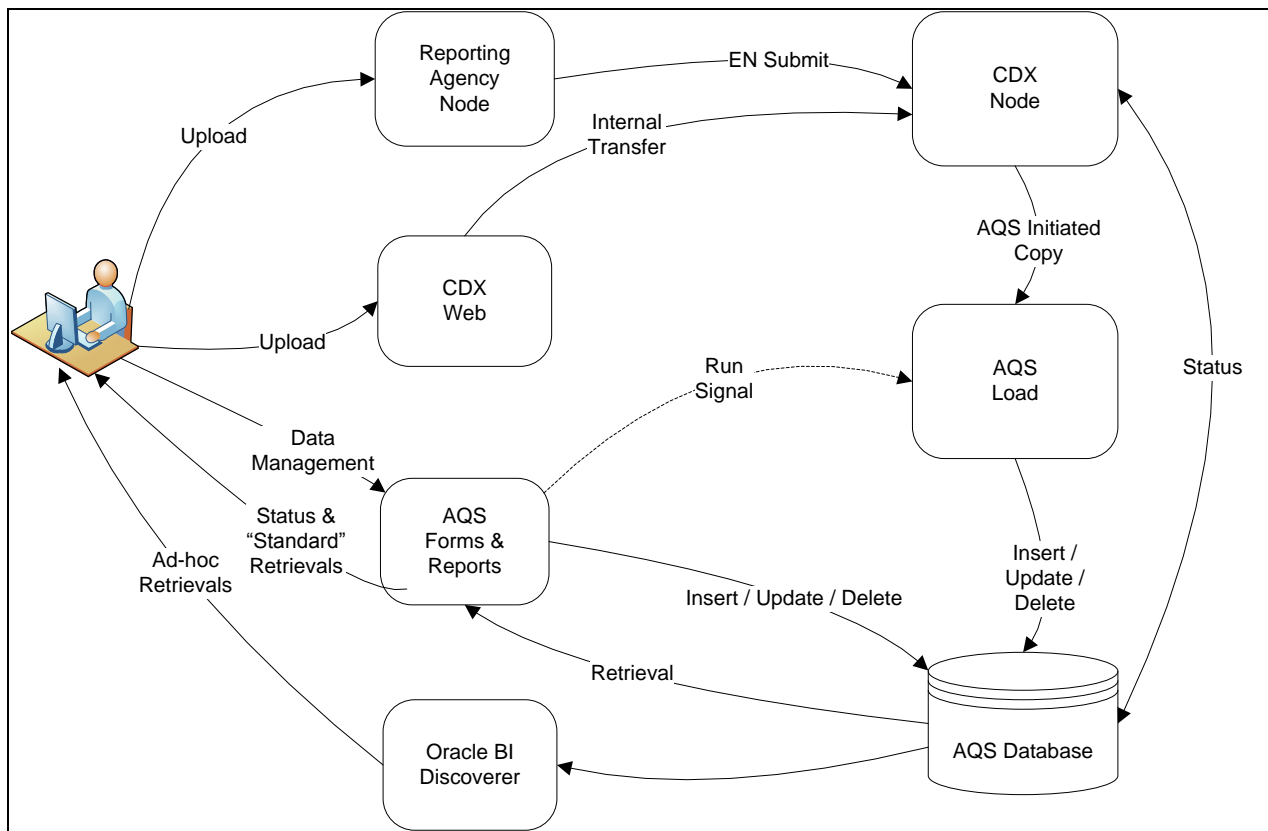 Reporting
Agency
Node
EN Submit
CDX
Node
Upload
Internal
Transfer
AQS Initiated
Copy
CDX
Web
Upload
Run
Signal
AQS
Load
Status
Data
Management
Status &
“Standard”
Retrievals
AQS
Forms &
Reports
Ad-hoc
Retrievals
Insert / Update / Delete
Insert /
Update /
Delete
Retrieval
Oracle BI
Discoverer
AQS Database